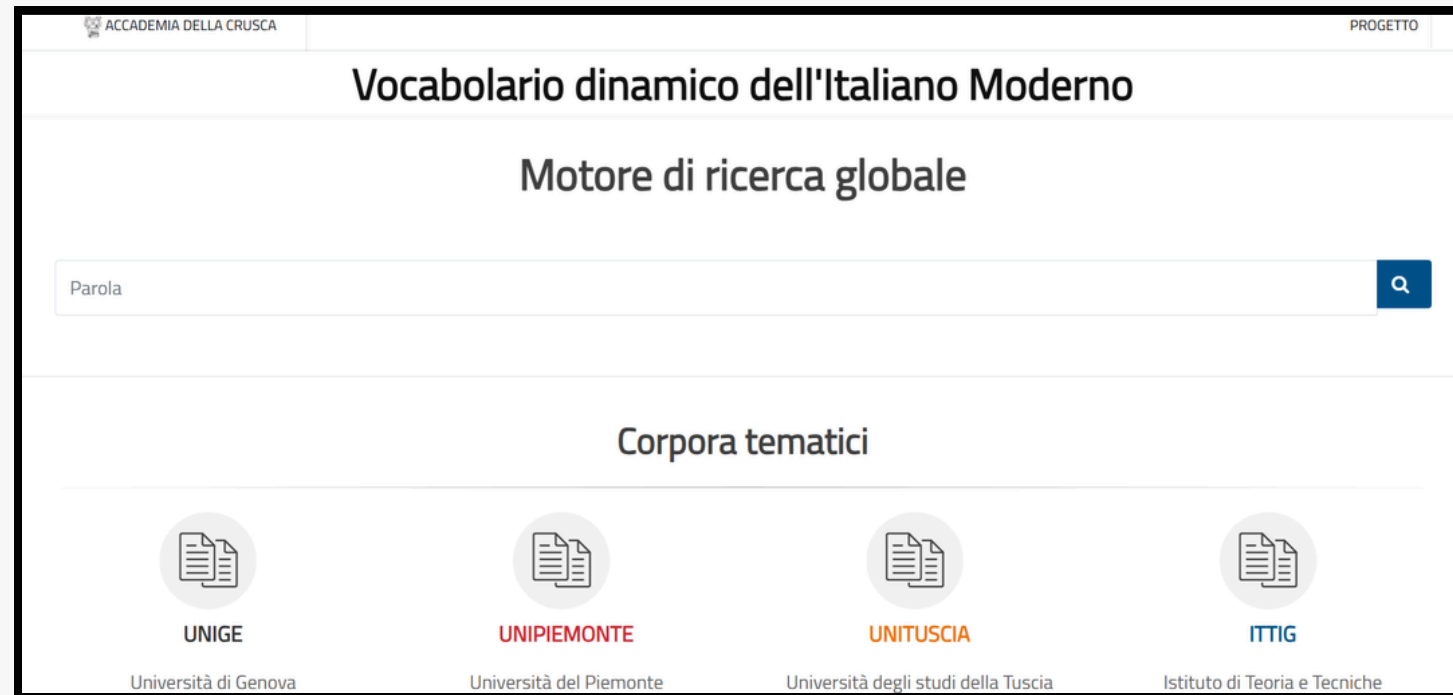 ACCADEMIA DELLA CRUSCA PROGETTO
Vocabolario dinamico dell'Italiano Moderno
Motore di ricerca globale
Parola
Corpora tematici
UNIGE UNIPIEMONTE UNITUSCIA ITTIG
Università di Genova Università del Piemonte Università degli studi della Tuscia Istituto di Teoria e Tecniche